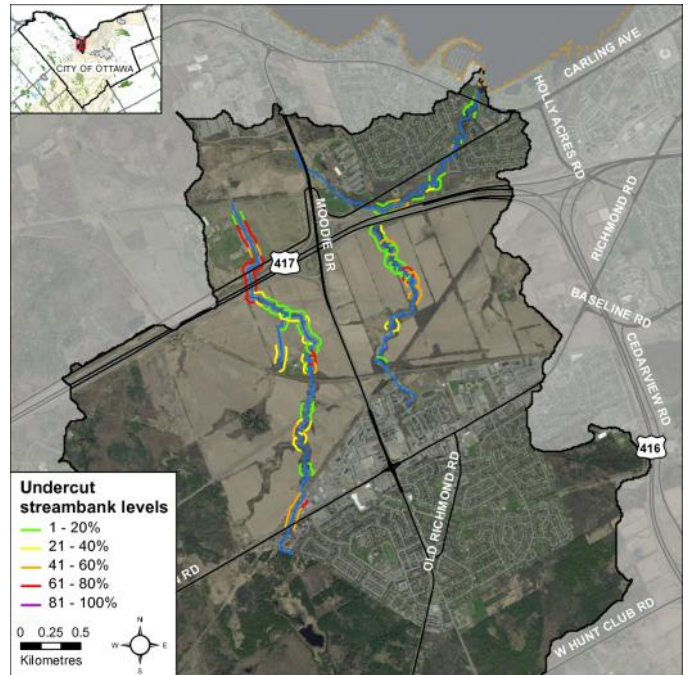 CITY OF OTTAWA
CARLING AVE
HOLLY ACRES RD
RICHMOND RD
MOODIE DR
417
BASELINE RD
CEDARVIEW RD
416
OLD RICHMOND RD
RD
W HUNT CLUB RD
Undercut
streambank levels
1 - 20%
21 - 40%
41 - 60%
61 - 80%
81 - 100%
0 0.25 0.5
Kilometres
N
W E
S